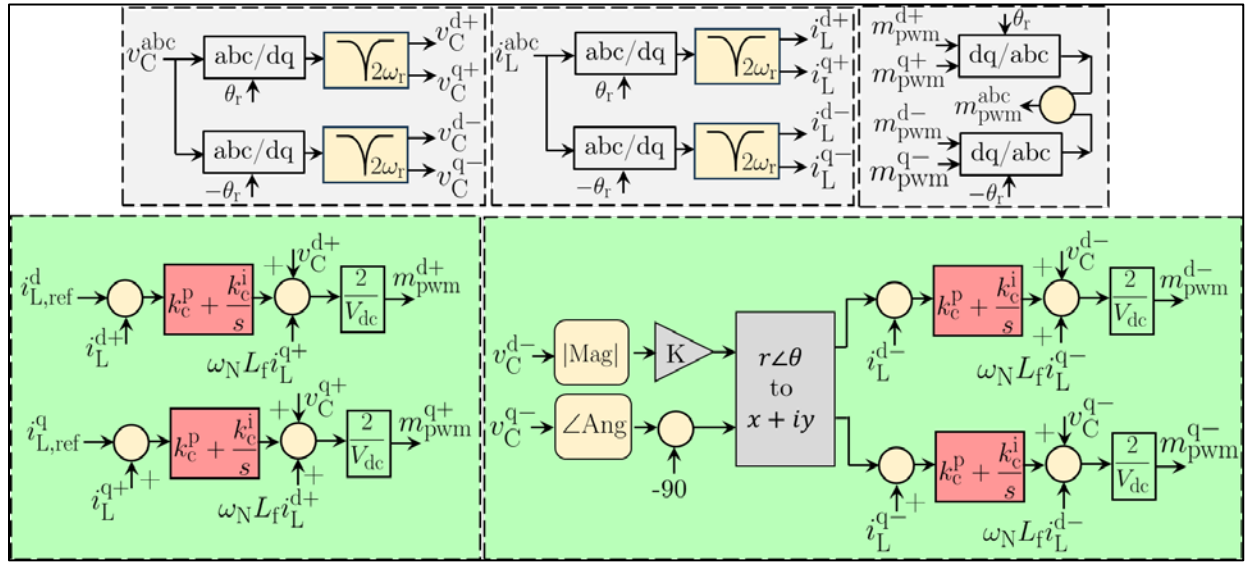 v_C^abc
abc/dq
θ_r
2ω_r
v_C^d+
v_C^q+
abc/dq
−θ_r
2ω_r
v_C^d−
v_C^q−
i_L^abc
abc/dq
θ_r
2ω_r
i_L^d+
i_L^q+
abc/dq
−θ_r
2ω_r
i_L^d−
i_L^q−
m_pwm^d+
m_pwm^q+
θ_r
dq/abc
m_pwm^abc
m_pwm^d−
m_pwm^q−
dq/abc
−θ_r
i_L,ref^d
i_L^d+
k_c^p + k_c^i/s
+
v_C^d+
ω_N L_f i_L^q+
2/V_dc
m_pwm^d+
i_L,ref^q
i_L^q+
+
k_c^p + k_c^i/s
+
v_C^q+
+
ω_N L_f i_L^d+
2/V_dc
m_pwm^q+
v_C^d−
|Mag|
K
v_C^q−
∠Ang
-90
r∠θ
to
x + iy
i_L^d−
k_c^p + k_c^i/s
+
v_C^d−
+
ω_N L_f i_L^q−
2/V_dc
m_pwm^d−
i_L^q−
+
k_c^p + k_c^i/s
+
v_C^q−
ω_N L_f i_L^d−
2/V_dc
m_pwm^q−